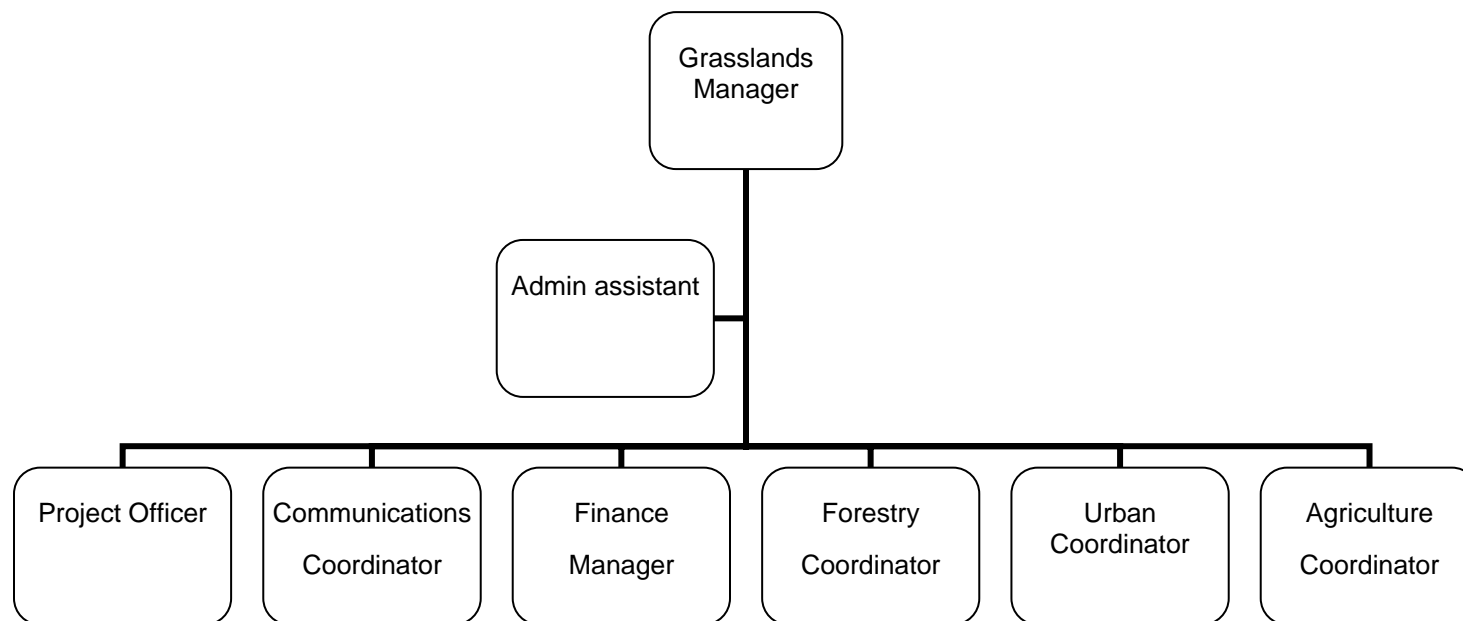 Grasslands
Manager
Admin assistant
Project Officer
Communications
Coordinator
Finance
Manager
Forestry
Coordinator
Urban
Coordinator
Agriculture
Coordinator